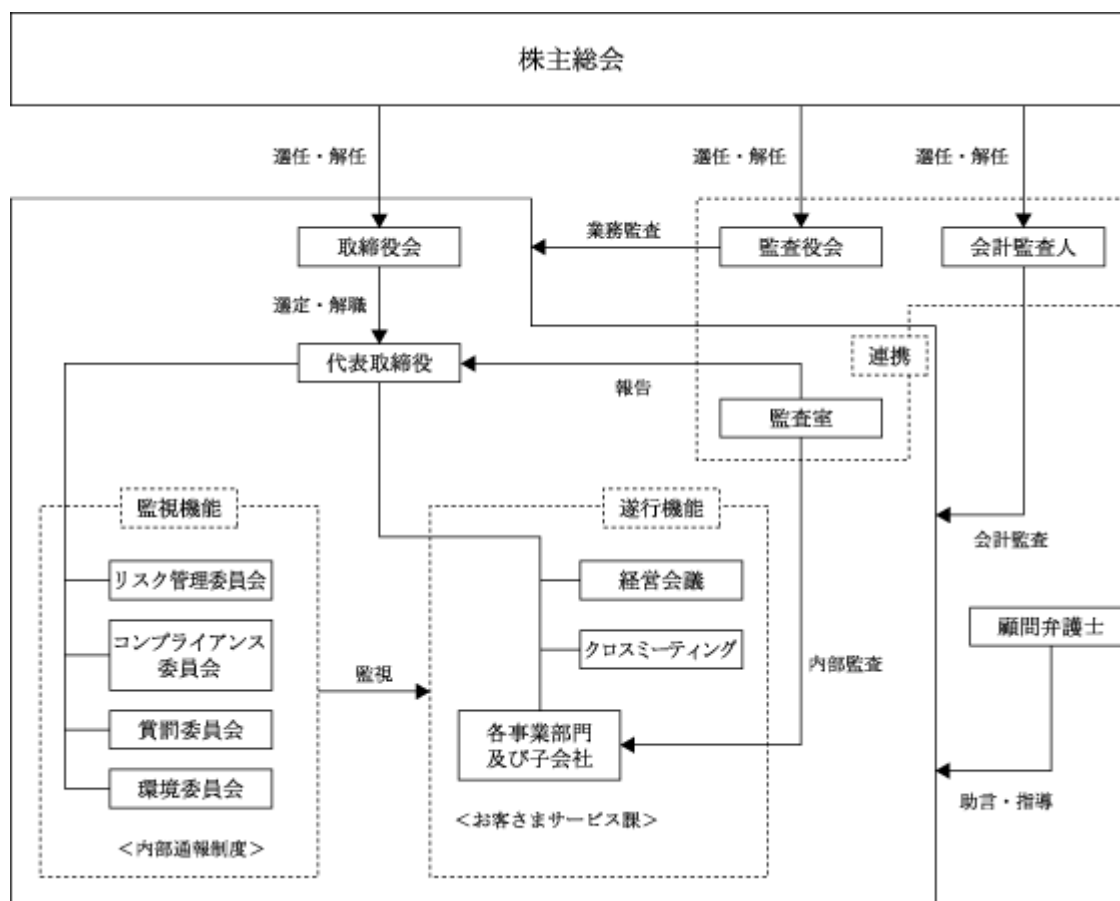 株主総会
選任・解任
選任・解任
選任・解任
取締役会
業務監査
監査役会
会計監査人
選定・解職
代表取締役
連携
報告
監査室
監視機能
遂行機能
会計監査
リスク管理委員会
経営会議
顧問弁護士
コンプライアンス
委員会
クロスミーティング
内部監査
監視
賞罰委員会
各事業部門
及び子会社
環境委員会
助言・指導
<お客さまサービス課>
<内部通報制度>